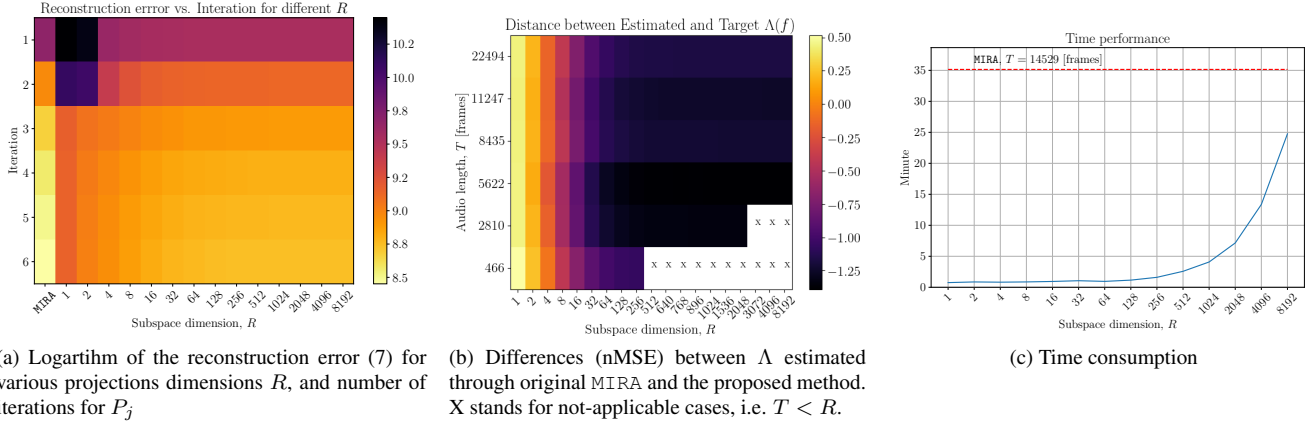 Reconstruction errror vs. Interation for different R
1
2
3
4
5
6
Iteration
MIRA 1 2 4 8 16 32 64 128 256 512 1024 2048 4096 8192
Subspace dimension, R
10.2
10.0
9.8
9.5
9.2
9.0
8.8
8.5
(a) Logartihm of the reconstruction error (7) for
various projections dimensions R, and number of
iterations for P_j
Distance between Estimated and Target Λ(f)
22494
11247
8435
5622
2810
466
Audio length, T [frames]
x x x
x x x x x x x x x x
1 2 4 8 16 32 64 128 256 512 640 768 896 1024 1536 2048 3072 4096 8192
Subspace dimension, R
0.50
0.25
0.00
−0.25
−0.50
−0.75
−1.00
−1.25
(b) Differences (nMSE) between Λ estimated
through original MIRA and the proposed method.
X stands for not-applicable cases, i.e. T < R.
Time performance
MIRA, T = 14529 [frames]
35
30
25
20
15
10
5
0
Minute
1 2 4 8 16 32 64 128 256 512 1024 2048 4096 8192
Subspace dimension, R
(c) Time consumption